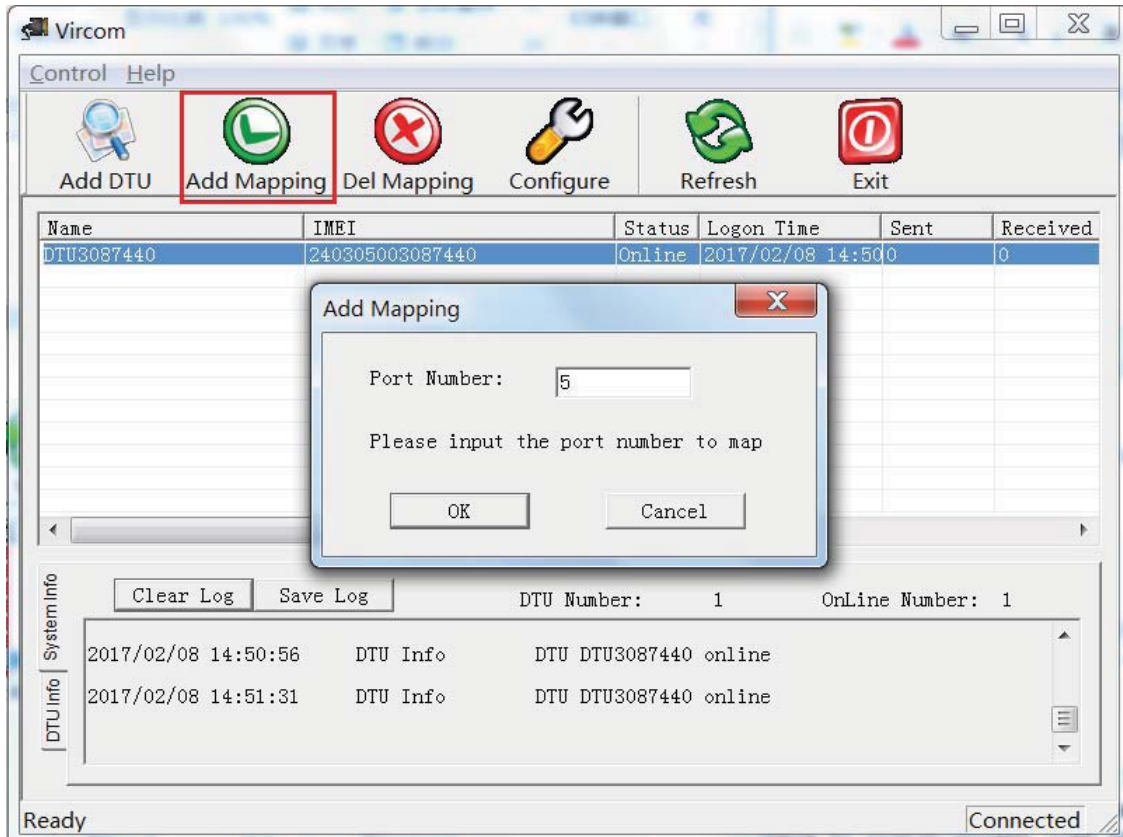 Vircom
Control Help
Add DTU Add Mapping Del Mapping Configure Refresh Exit
Name IMEI Status Logon Time Sent Received
DTU3087440 240305003087440 Online 2017/02/08 14:50 0 0
Add Mapping
Port Number: 5
Please input the port number to map
OK Cancel
System Info
Clear Log Save Log DTU Number: 1 OnLine Number: 1
2017/02/08 14:50:56 DTU Info DTU DTU3087440 online
DTU Info
2017/02/08 14:51:31 DTU Info DTU DTU3087440 online
Ready Connected